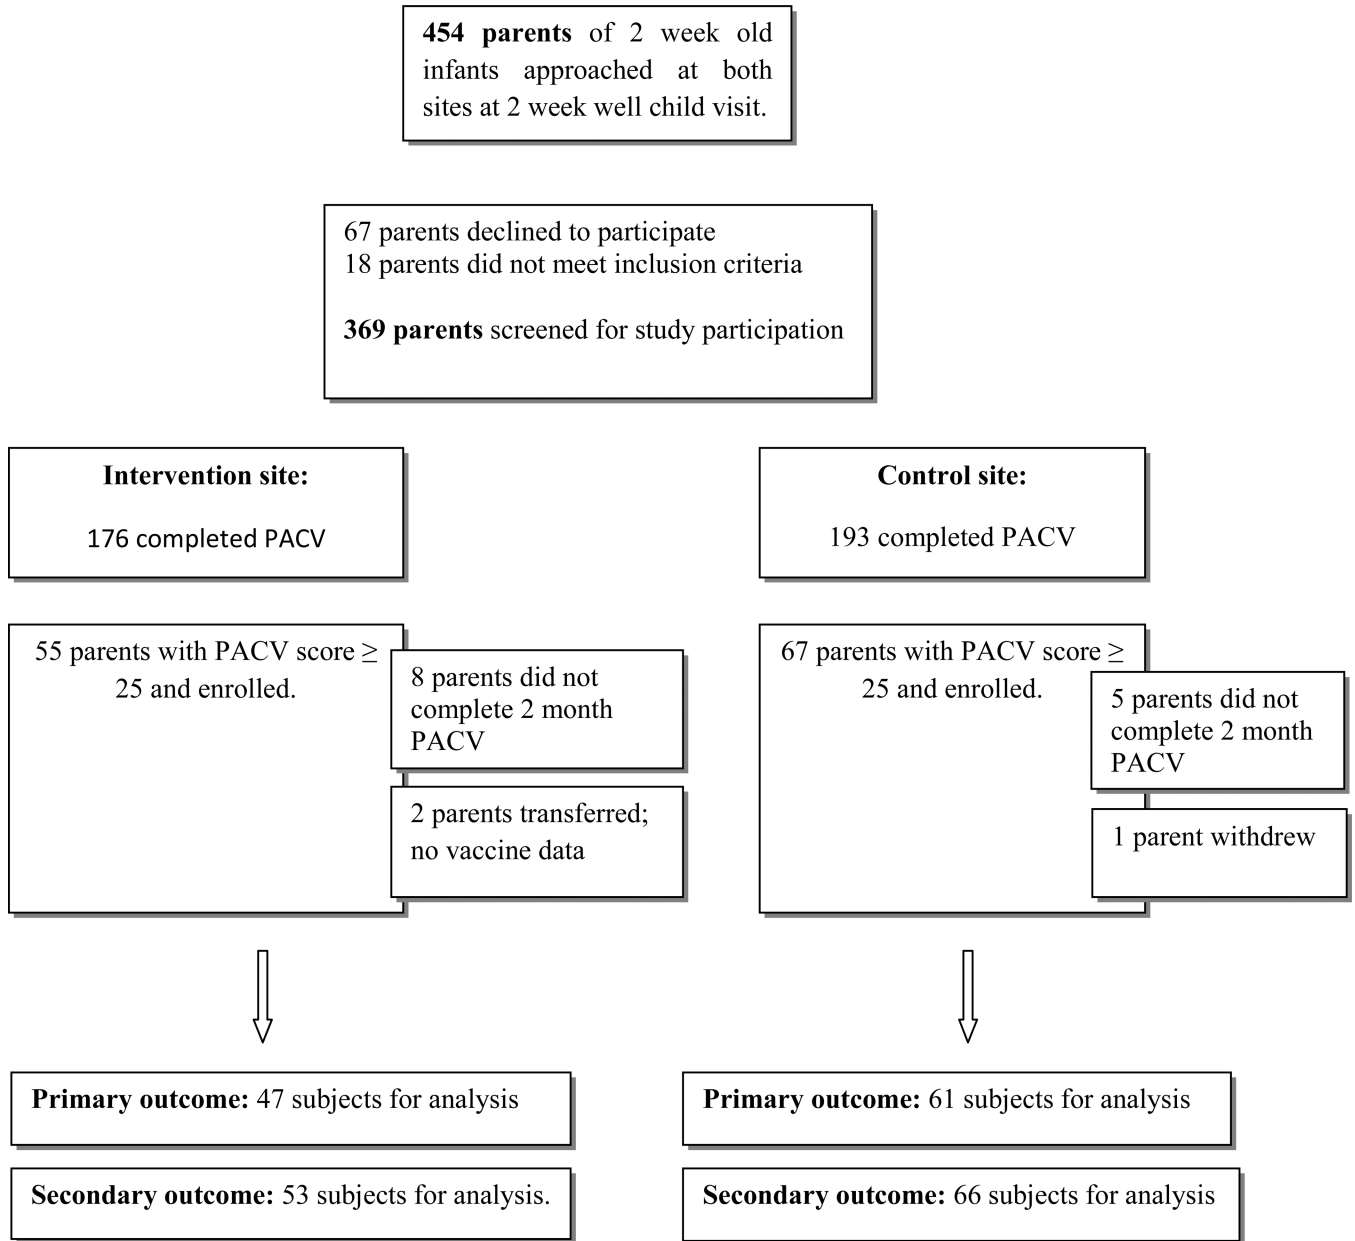 454 parents of 2 week old
infants approached at both
sites at 2 week well child visit.
67 parents declined to participate
18 parents did not meet inclusion criteria
369 parents screened for study participation
Intervention site:
176 completed PACV
Control site:
193 completed PACV
55 parents with PACV score ≥
25 and enrolled.
8 parents did not
complete 2 month
PACV
2 parents transferred;
no vaccine data
67 parents with PACV score ≥
25 and enrolled.
5 parents did not
complete 2 month
PACV
1 parent withdrew
Primary outcome: 47 subjects for analysis
Secondary outcome: 53 subjects for analysis.
Primary outcome: 61 subjects for analysis
Secondary outcome: 66 subjects for analysis